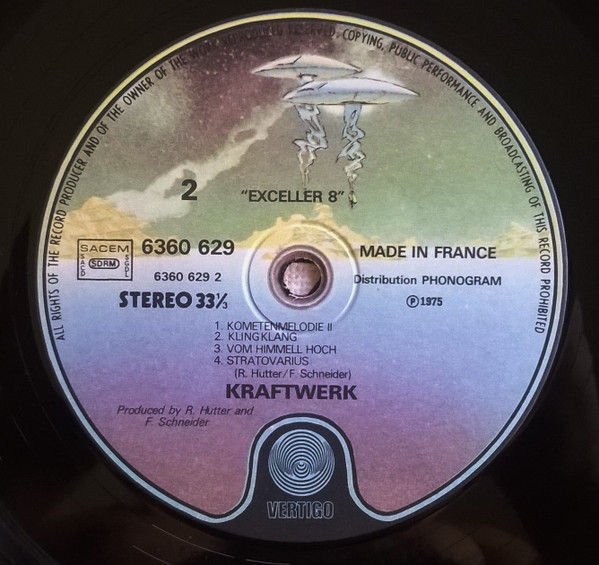 ALL RIGHTS OF THE RECORD PRODUCER AND OF THE OWNER OF THE WORK REPRODUCED RESERVED, COPYING, PUBLIC PERFORMANCE AND BROADCASTING OF THIS RECORD PROHIBITED
2
"EXCELLER 8"
SACEM
SDRM
6360 629
MADE IN FRANCE
6360 629 2
Distribution PHONOGRAM
STEREO 33⅓
Ⓟ 1975
1. KOMETENMELODIE II
2. KLINGKLANG
3. VOM HIMMELL HOCH
4. STRATOVARIUS
(R. Hutter/F. Schneider)
KRAFTWERK
Produced by R. Hutter and
F. Schneider
VERTIGO